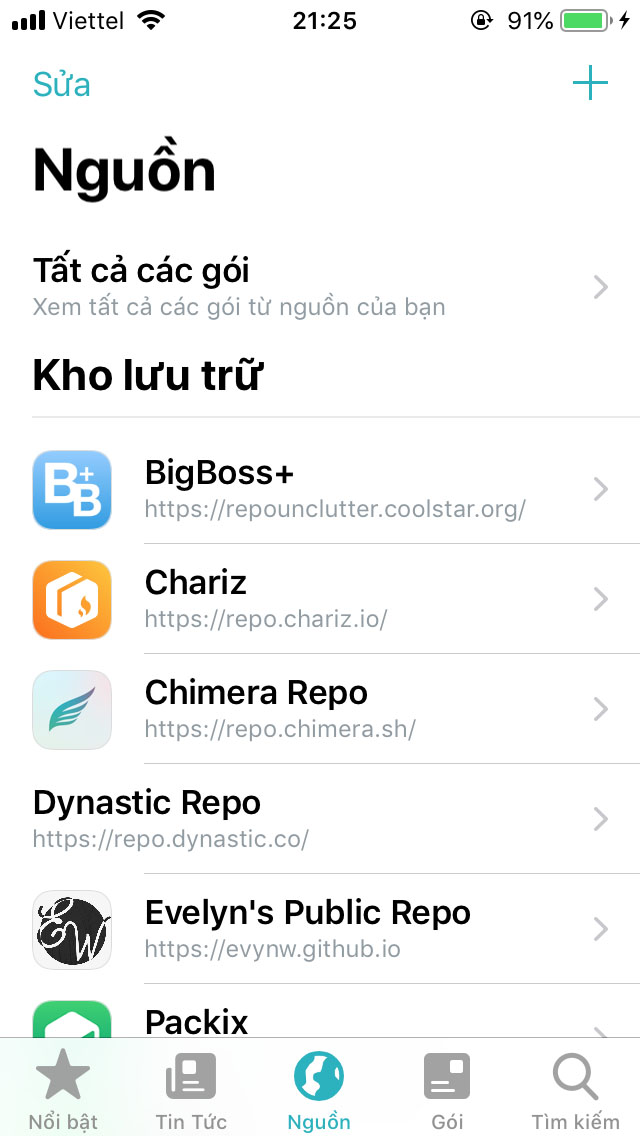 Viettel 21:25 91%
Sửa
Nguồn
Tất cả các gói
Xem tất cả các gói từ nguồn của bạn
Kho lưu trữ
B+B
BigBoss+
https://repounclutter.coolstar.org/
Chariz
https://repo.chariz.io/
Chimera Repo
https://repo.chimera.sh/
Dynastic Repo
https://repo.dynastic.co/
EW
Evelyn's Public Repo
https://evynw.github.io
Packix
Nổi bật Tin Tức Nguồn Gói Tìm kiếm